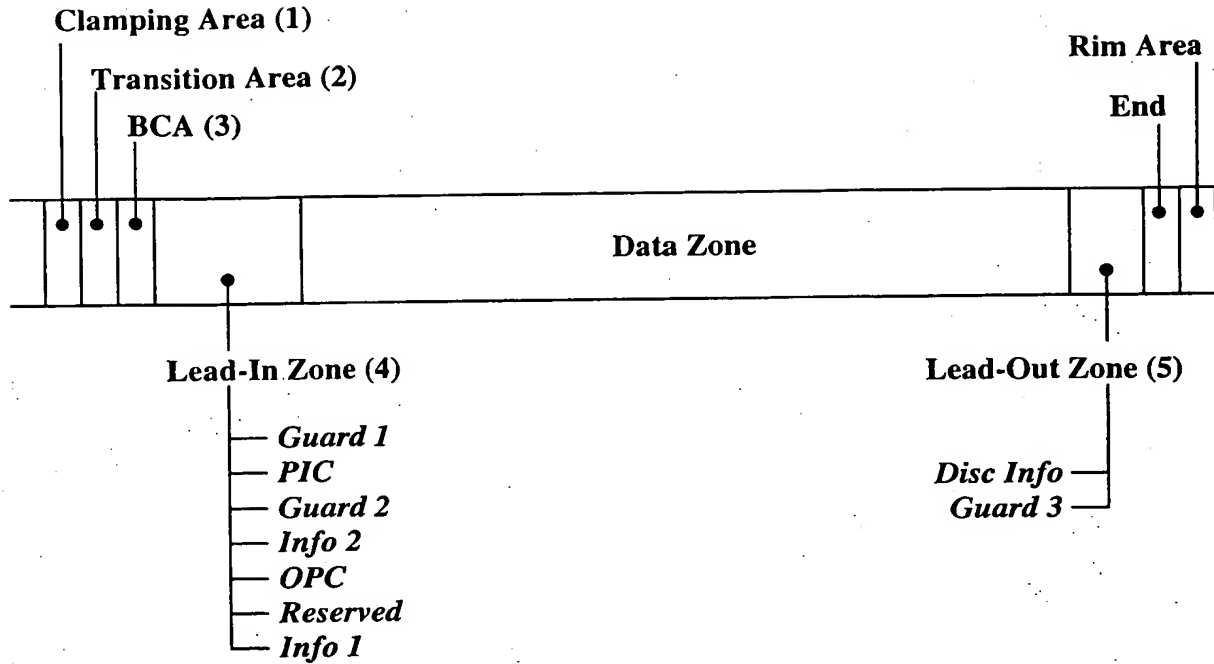 Clamping Area (1)
Rim Area
Transition Area (2)
End
BCA (3)
Data Zone
Lead-In Zone (4)
Lead-Out Zone (5)
Guard 1
PIC
Disc Info
Guard 2
Guard 3
Info 2
OPC
Reserved
Info 1